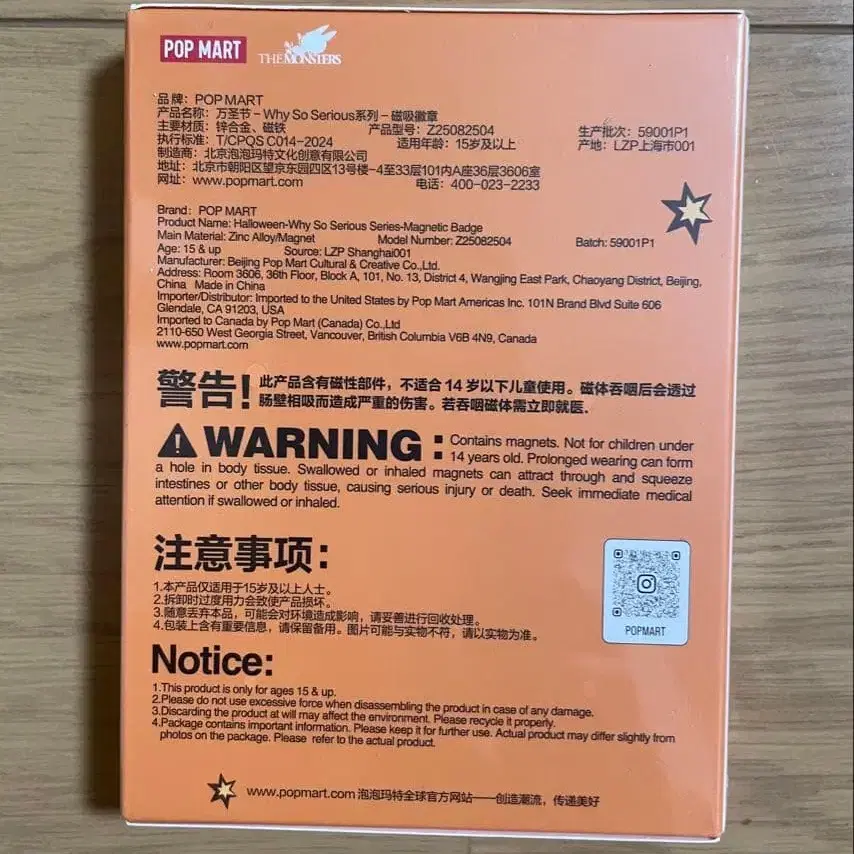 POP MART THE MONSTERS
品牌：POP MART
产品名称：万圣节－Why So Serious系列－磁吸徽章
主要材质：锌合金、磁铁 产品型号：Z25082504 生产批次：59001P1
执行标准：T/CPQS C014-2024 适用年龄：15岁及以上 产地：LZP上海市001
制造商：北京泡泡玛特文化创意有限公司
地址：北京市朝阳区望京东园四区13号楼-4至33层101内A座36层3606室
网址：www.popmart.com 电话：400-023-2233
Brand：POP MART
Product Name: Halloween-Why So Serious Series-Magnetic Badge
Main Material: Zinc Alloy/Magnet Model Number: Z25082504 Batch: 59001P1
Age: 15 & up Source: LZP Shanghai001
Manufacturer: Beijing Pop Mart Cultural & Creative Co.,Ltd.
Address: Room 3606, 36th Floor, Block A, 101, No. 13, District 4, Wangjing East Park, Chaoyang District, Beijing,
China Made in China
Importer/Distributor: Imported to the United States by Pop Mart Americas Inc. 101N Brand Blvd Suite 606
Glendale, CA 91203, USA
Imported to Canada by Pop Mart (Canada) Co.,Ltd
2110-650 West Georgia Street, Vancouver, British Columbia V6B 4N9, Canada
www.popmart.com
警告！此产品含有磁性部件，不适合14岁以下儿童使用。磁体吞咽后会透过
肠壁相吸而造成严重的伤害。若吞咽磁体需立即就医.
WARNING：Contains magnets. Not for children under
14 years old. Prolonged wearing can form
a hole in body tissue. Swallowed or inhaled magnets can attract through and squeeze
intestines or other body tissue, causing serious injury or death. Seek immediate medical
attention if swallowed or inhaled.
注意事项：
1.本产品仅适用于15岁及以上人士。
2.拆卸时过度用力会致使产品损坏。
3.随意丢弃本品，可能会对环境造成影响，请妥善进行回收处理。
4.包装上含有重要信息，请保留备用。图片可能与实物不符，请以实物为准。
POPMART
Notice:
1.This product is only for ages 15 & up.
2.Please do not use excessive force when disassembling the product in case of any damage.
3.Discarding the product at will may affect the environment. Please recycle it properly.
4.Package contains important information. Please keep it for further use. Actual product may differ slightly from
photos on the package. Please refer to the actual product.
www.popmart.com 泡泡玛特全球官方网站——创造潮流，传递美好